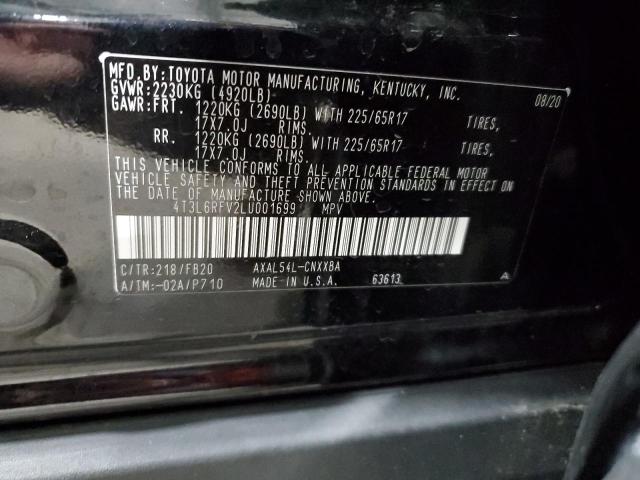 MFD.BY:TOYOTA MOTOR MANUFACTURING, KENTUCKY, INC.
GVWR:2230KG (4920LB) 08/20
GAWR:FRT. 1220KG (2690LB) WITH 225/65R17 TIRES,
17X7.0J RIMS.
RR. 1220KG (2690LB) WITH 225/65R17 TIRES,
17X7.0J RIMS.
THIS VEHICLE CONFORMS TO ALL APPLICABLE FEDERAL MOTOR
VEHICLE SAFETY AND THEFT PREVENTION STANDARDS IN EFFECT ON
THE DATE OF MANUFACTURE SHOWN ABOVE.
4T3L6RFV2LU001699 MPV
C/TR:218/FB20 AXAL54L-CNXXBA
A/TM:-02A/P710 MADE IN U.S.A. 63613 A